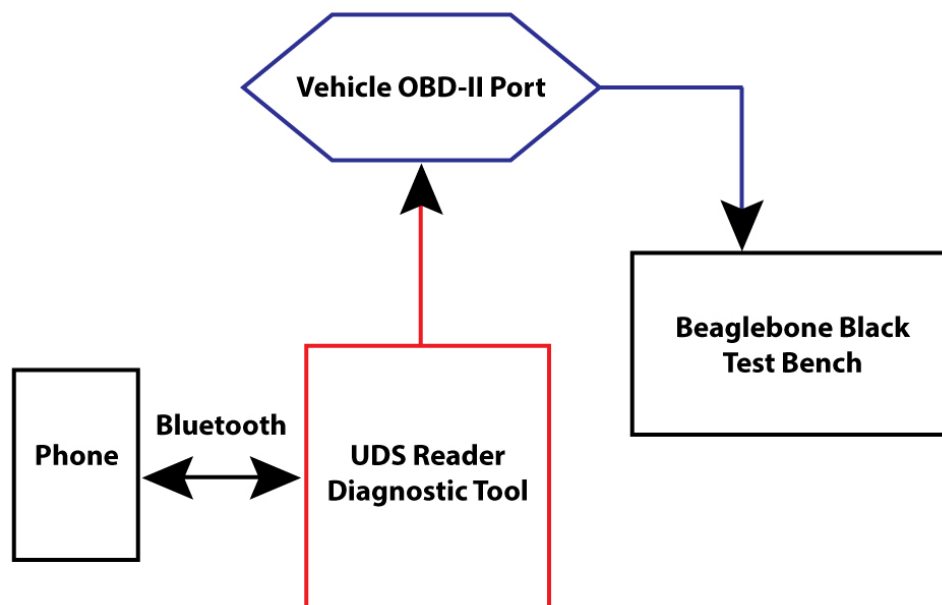 Vehicle OBD-II Port
Beaglebone Black
Test Bench
Bluetooth
Phone
UDS Reader
Diagnostic Tool